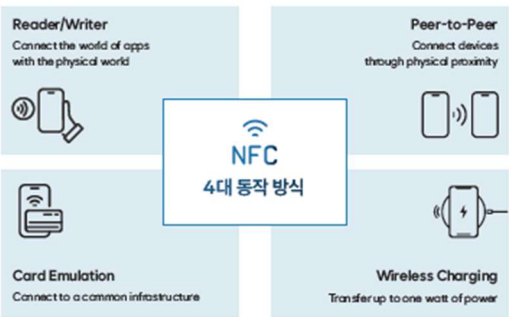 Reader/Writer
Connect the world of apps
with the physical world
Peer-to-Peer
Connect devices
through physical proximity
NFC
4대 동작 방식
Card Emulation
Connect to a common infrastructure
Wireless Charging
Transfer up to one watt of power